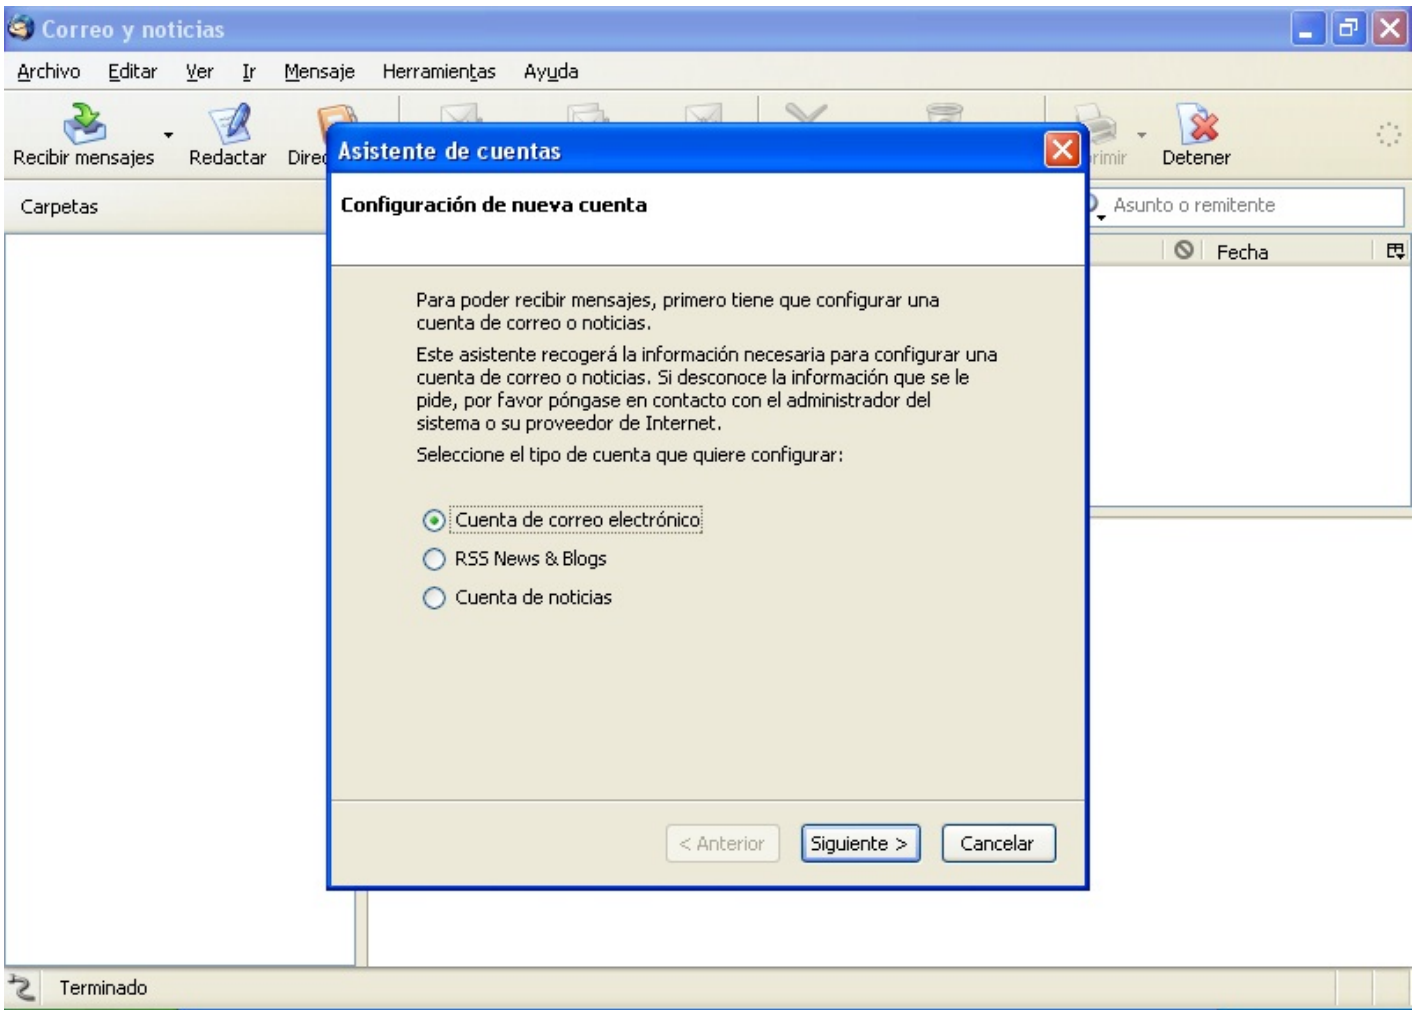 Correo y noticias
Archivo Editar Ver Ir Mensaje Herramientas Ayuda
Recibir mensajes Redactar Detener
Asistente de cuentas
Carpetas
Configuración de nueva cuenta
Asunto o remitente
Fecha
Para poder recibir mensajes, primero tiene que configurar una
cuenta de correo o noticias.
Este asistente recogerá la información necesaria para configurar una
cuenta de correo o noticias. Si desconoce la información que se le
pide, por favor póngase en contacto con el administrador del
sistema o su proveedor de Internet.
Seleccione el tipo de cuenta que quiere configurar:
Cuenta de correo electrónico
RSS News & Blogs
Cuenta de noticias
< Anterior Siguiente > Cancelar
Terminado